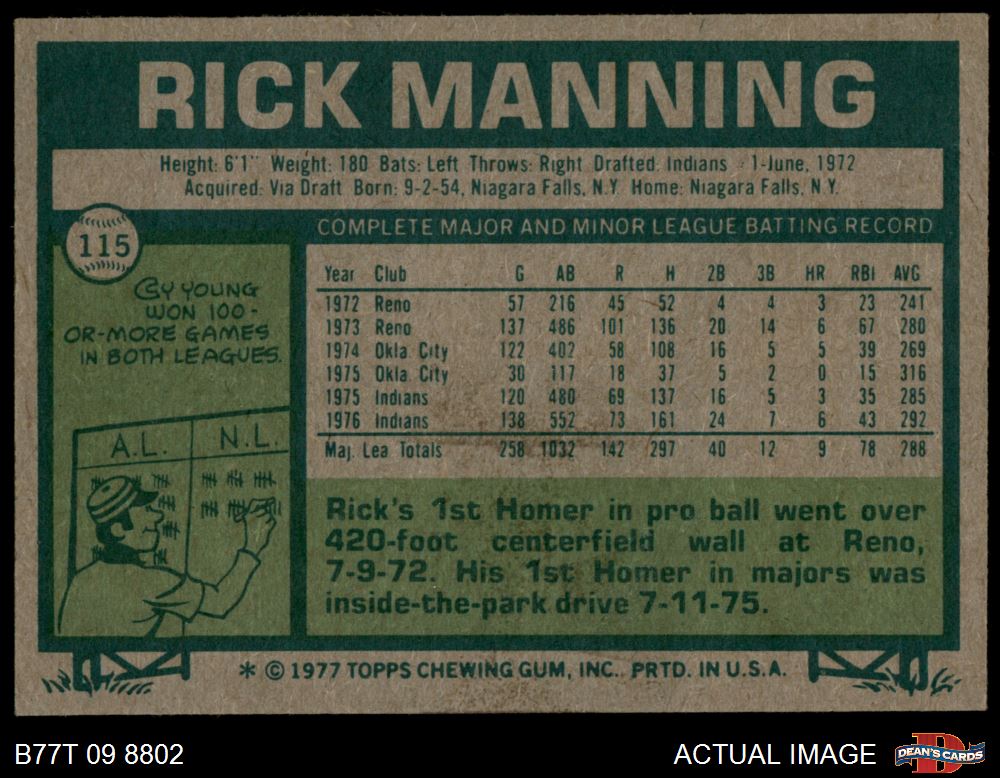 RICK MANNING
Height: 6'1" Weight: 180 Bats: Left Throws: Right Drafted: Indians #1-June, 1972
Acquired: Via Draft Born: 9-2-54, Niagara Falls, N.Y. Home: Niagara Falls, N.Y.
115
COMPLETE MAJOR AND MINOR LEAGUE BATTING RECORD
CY YOUNG
WON 100-
OR-MORE GAMES
IN BOTH LEAGUES.
A.L. N.L.
Year Club G AB R H 2B 3B HR RBI AVG
1972 Reno 57 216 45 52 4 4 3 23 241
1973 Reno 137 486 101 136 20 14 6 67 280
1974 Okla. City 122 402 58 108 16 5 5 39 269
1975 Okla. City 30 117 18 37 5 2 0 15 316
1975 Indians 120 480 69 137 16 5 3 35 285
1976 Indians 138 552 73 161 24 7 6 43 292
Maj. Lea Totals 258 1032 142 297 40 12 9 78 288
Rick's 1st Homer in pro ball went over
420-foot centerfield wall at Reno,
7-9-72. His 1st Homer in majors was
inside-the-park drive 7-11-75.
* © 1977 TOPPS CHEWING GUM, INC. PRTD. IN U.S.A.
B77T 09 8802
ACTUAL IMAGE
DEAN'S CARDS